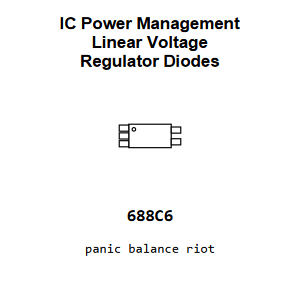 IC Power Management
Linear Voltage
Regulator Diodes
688C6
panic balance riot